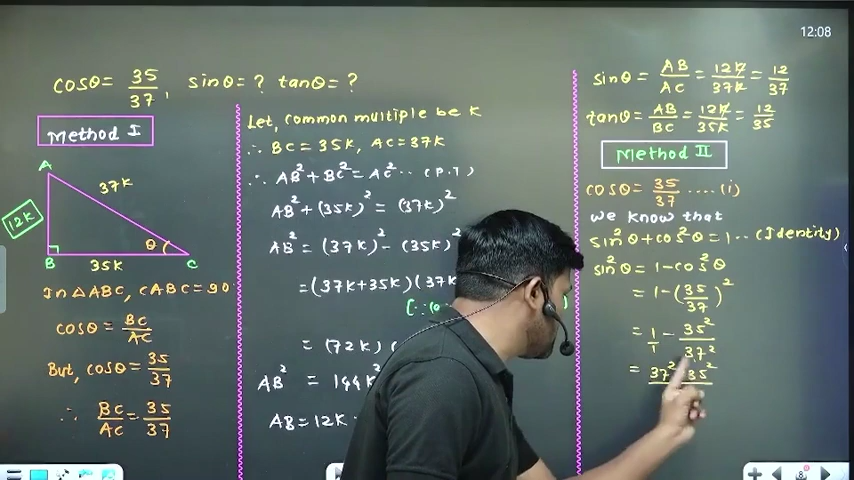 12:08
cosθ = 35/37, sinθ = ? tanθ = ?
Method I
A
37K
12K
θ
B
35K
C
In △ABC, ∠ABC = 90
cosθ = BC/AC
But, cosθ = 35/37
∴ BC/AC = 35/37
Let, common multiple be K
∴ BC = 35K, AC = 37K
∴ AB² + BC² = AC² ·· (P.T)
AB² + (35K)² = (37K)²
AB² = (37K)² - (35K)
= (37K+35K)(37K
= (72K)
AB² = 144K
AB = 12K
sinθ = AB/AC = 12K/37K = 12/37
tanθ = AB/BC = 12K/35K = 12/35
Method II
cosθ = 35/37 ....(i)
we know that
sin²θ + cos²θ = 1 ·· (Identity)
sin²θ = 1 - cos²θ
= 1 - (35/37)²
= 1/1 - 35²/37²
= 37² 35²